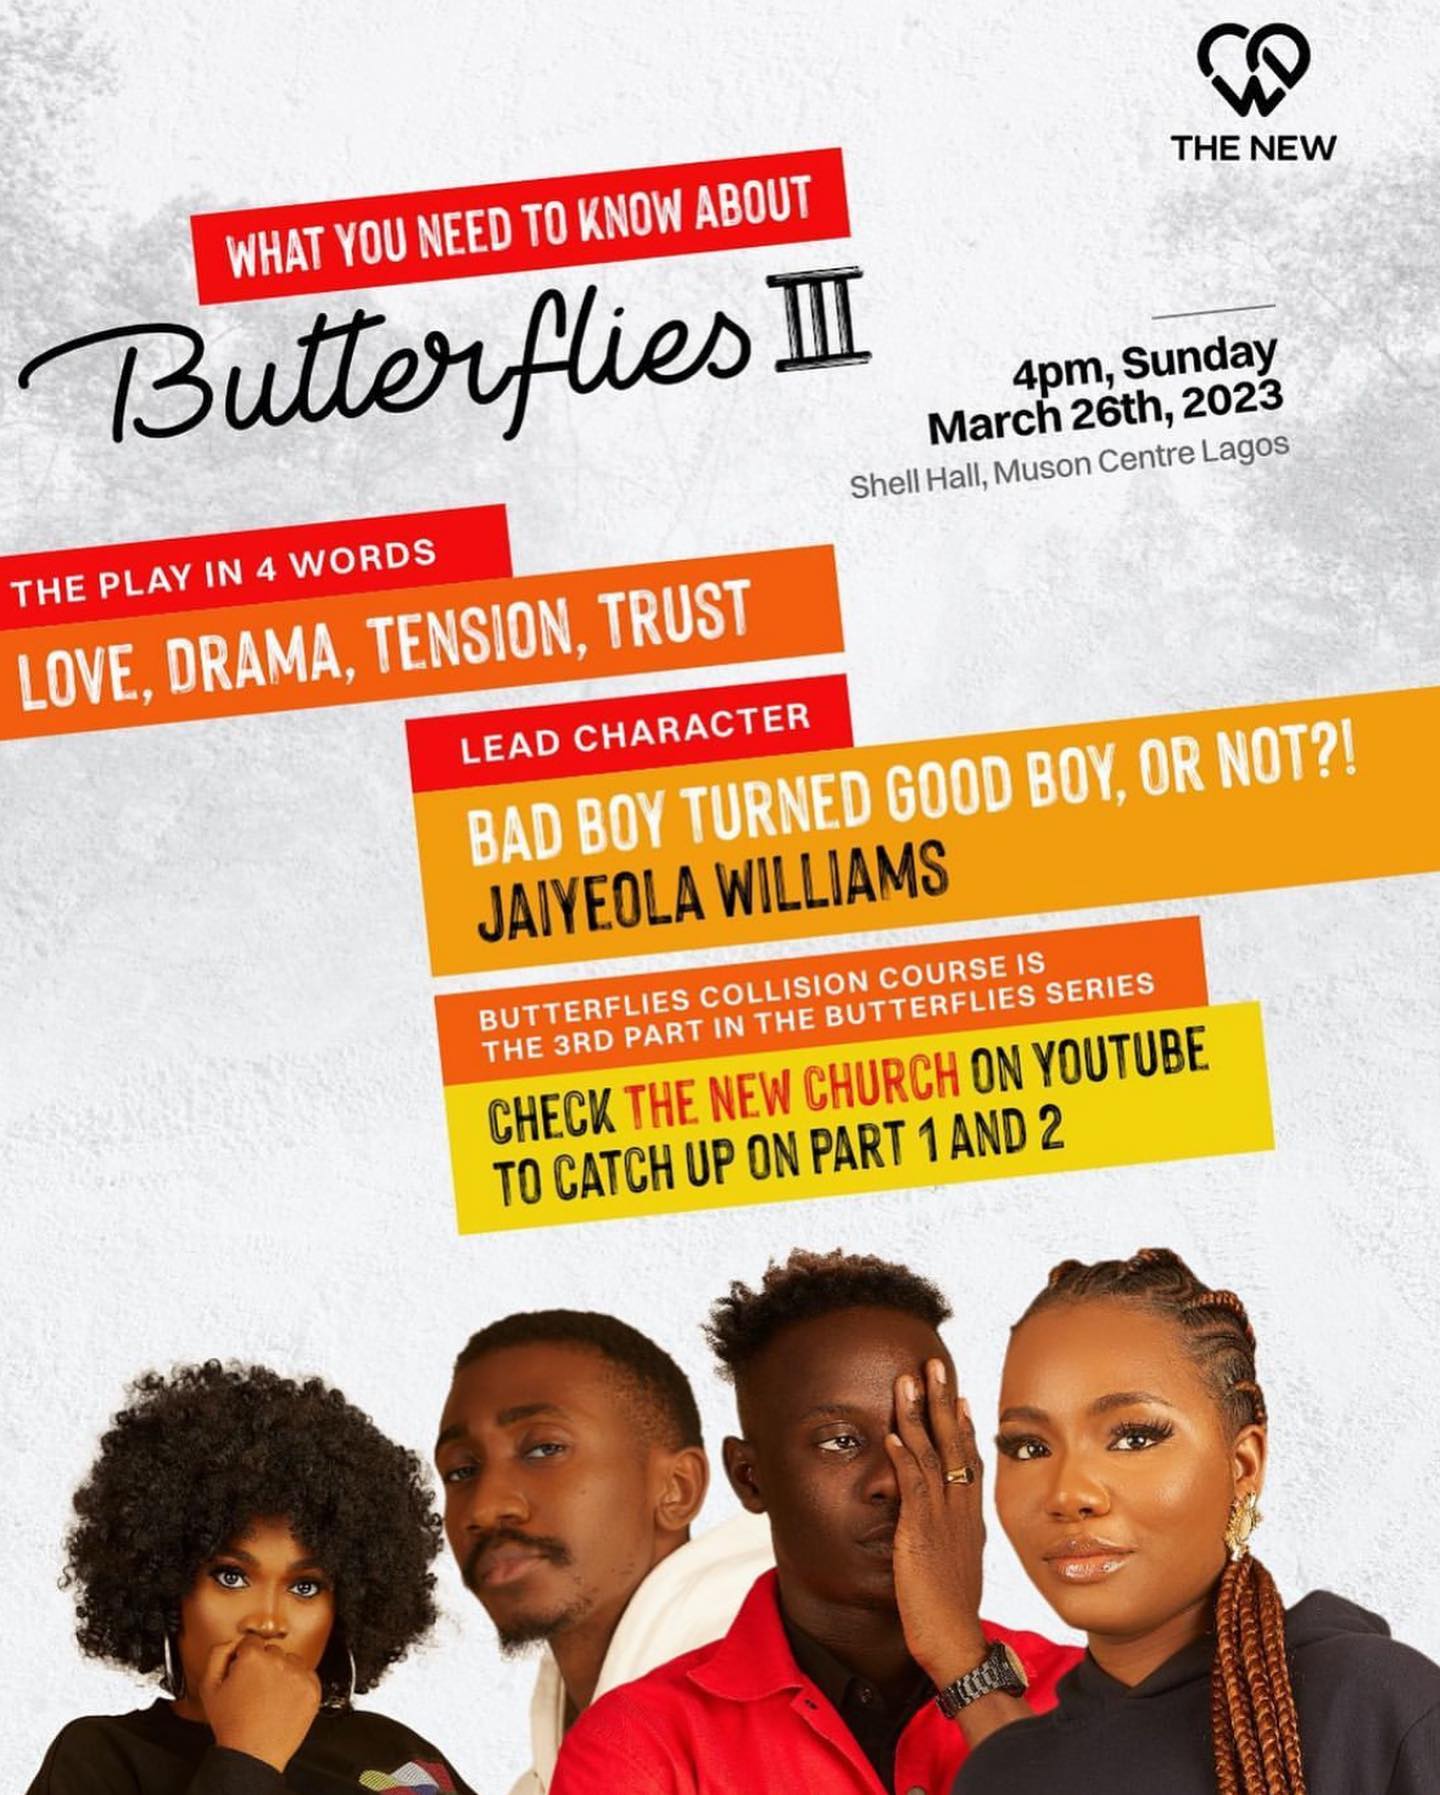 THE NEW
WHAT YOU NEED TO KNOW ABOUT
Butterflies III
4pm, Sunday
March 26th, 2023
Shell Hall, Muson Centre Lagos
THE PLAY IN 4 WORDS
LOVE, DRAMA, TENSION, TRUST
LEAD CHARACTER
BAD BOY TURNED GOOD BOY, OR NOT?!
JAIYEOLA WILLIAMS
BUTTERFLIES COLLISION COURSE IS
THE 3RD PART IN THE BUTTERFLIES SERIES
CHECK THE NEW CHURCH ON YOUTUBE
TO CATCH UP ON PART 1 AND 2